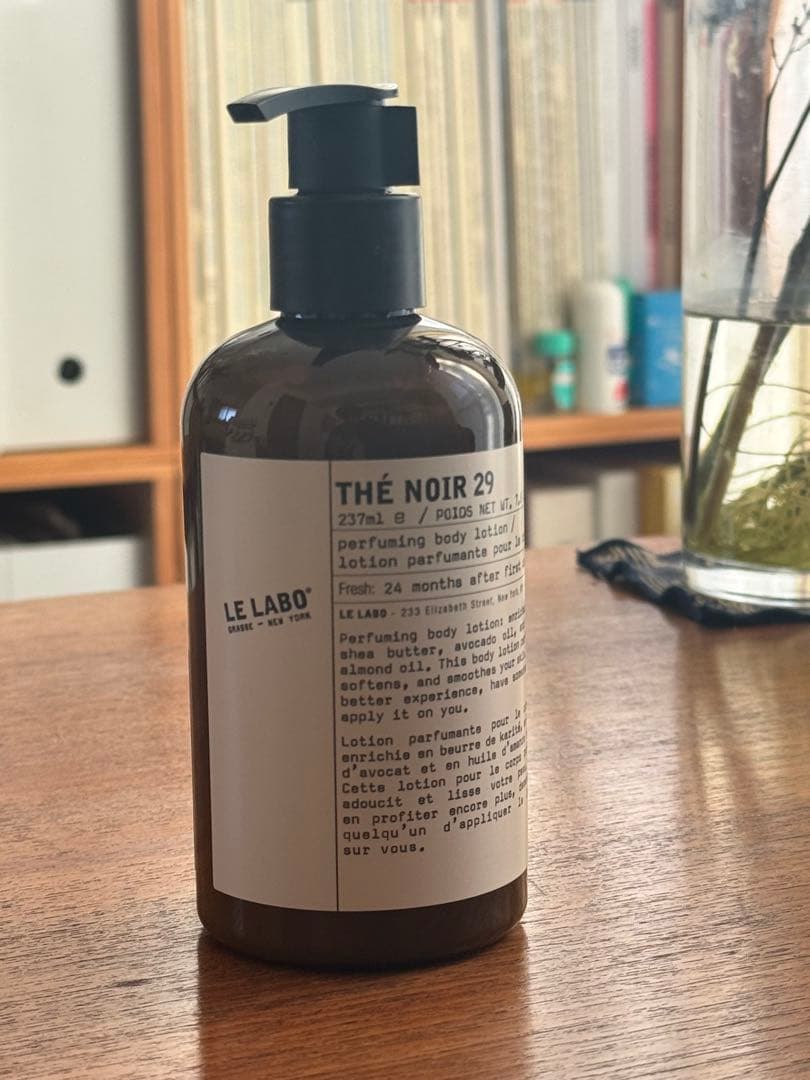 THÉ NOIR 29
237ml ℮ / POIDS NET WT.
perfuming body lotion /
lotion parfumante pour
Fresh: 24 months after first
LE LABO - 233 Elizabeth Street, New York,
LE LABO®
GRASSE - NEW YORK
Perfuming body lotion:
shea butter, avocado oil,
almond oil. This body lotion
softens, and smoothes your
better experience, have
apply it on you.
Lotion parfumante pour le
enrichie en beurre de karité,
d'avocat et en huile d'amande
Cette lotion pour le corps
adoucit et lisse votre
en profiter encore plus,
quelqu'un d'appliquer
sur vous.